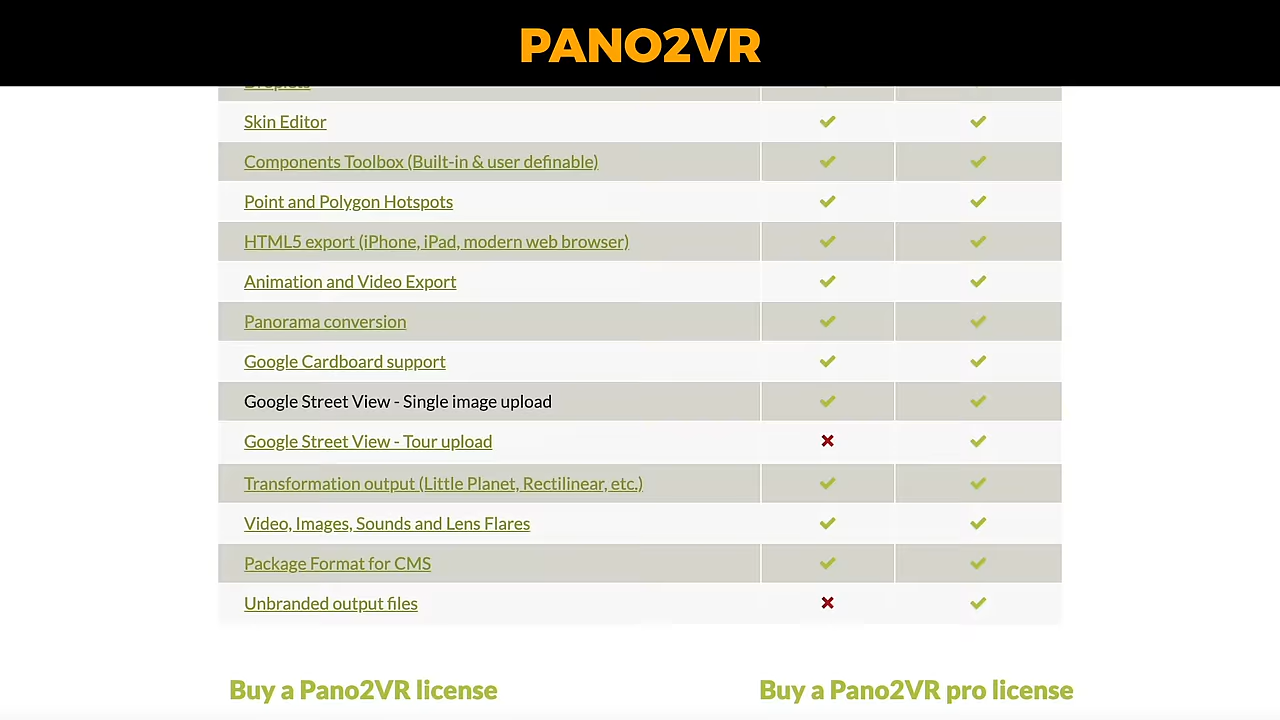 PANO2VR
Droplets
Skin Editor
Components Toolbox (Built-in & user definable)
Point and Polygon Hotspots
HTML5 export (iPhone, iPad, modern web browser)
Animation and Video Export
Panorama conversion
Google Cardboard support
Google Street View - Single image upload
Google Street View - Tour upload
Transformation output (Little Planet, Rectilinear, etc.)
Video, Images, Sounds and Lens Flares
Package Format for CMS
Unbranded output files
Buy a Pano2VR license
Buy a Pano2VR pro license